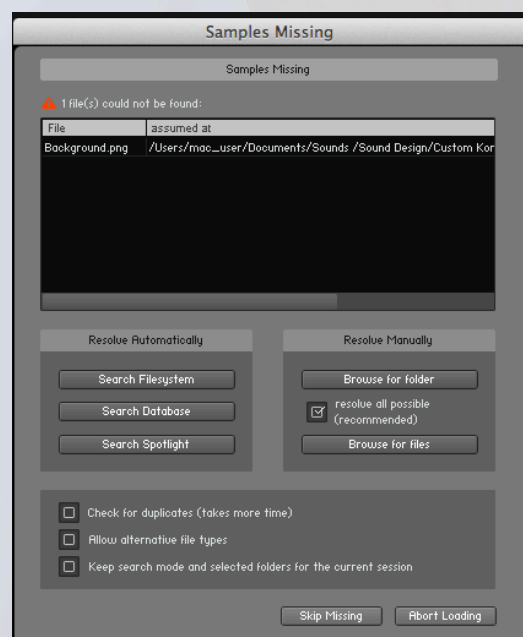 Samples Missing
Samples Missing
1 file(s) could not be found:
File assumed at
Background.png /Users/mac_user/Documents/Sounds /Sound Design/Custom Kor
Resolve Automatically
Search Filesystem
Search Database
Search Spotlight
Resolve Manually
Browse for folder
resolve all possible
(recommended)
Browse for files
Check for duplicates (takes more time)
Allow alternative file types
Keep search mode and selected folders for the current session
Skip Missing Abort Loading